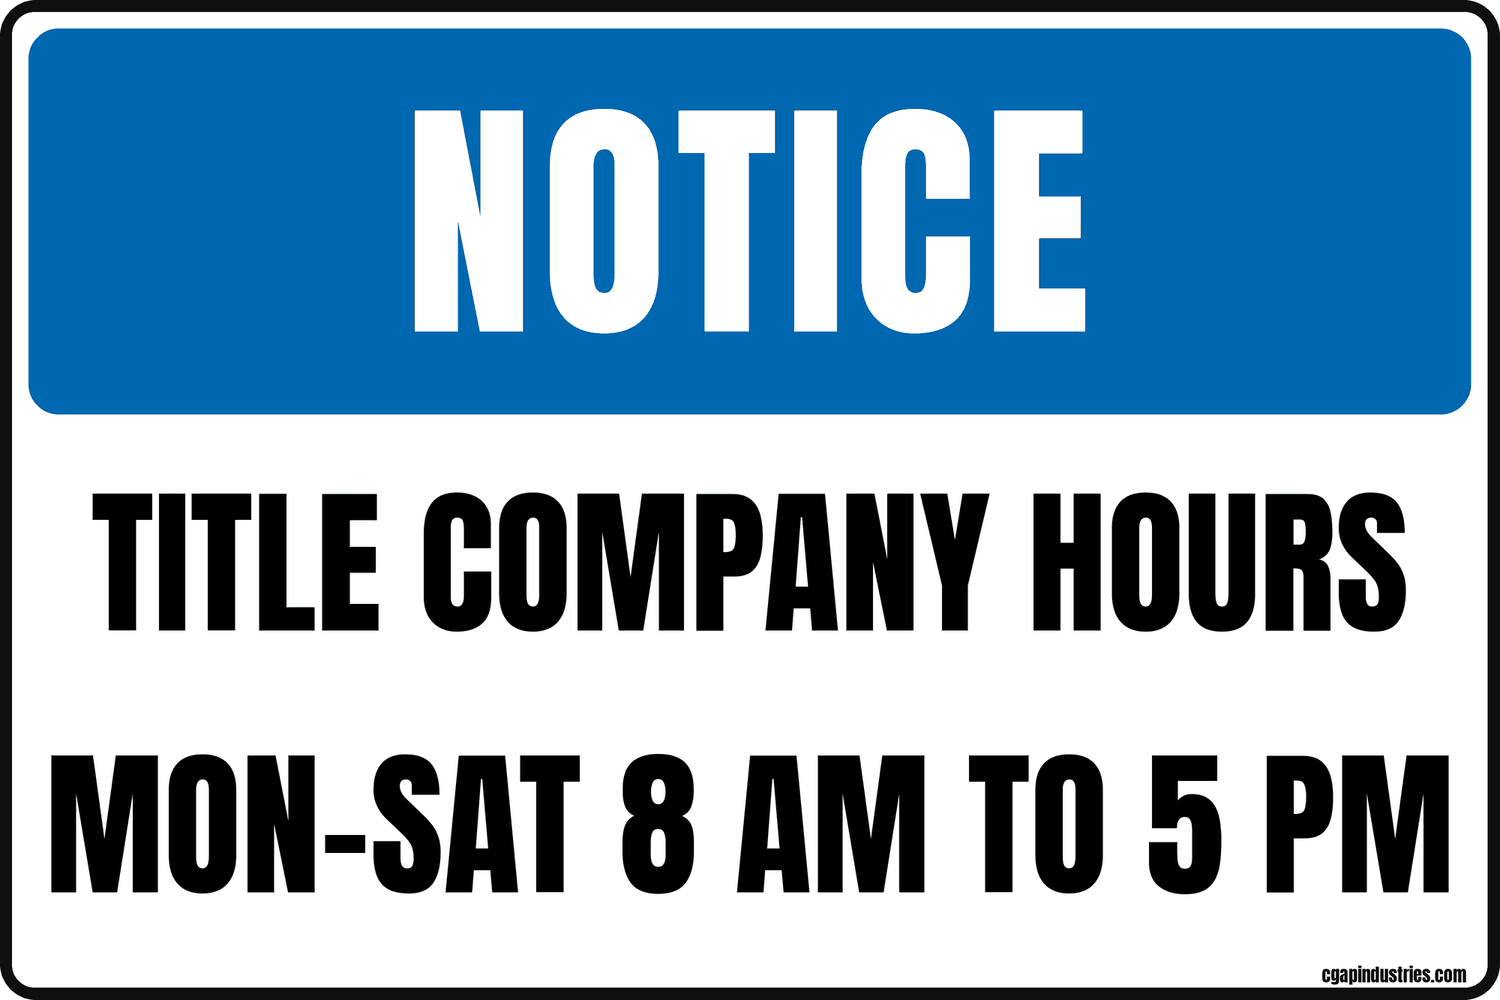 NOTICE
TITLE COMPANY HOURS
MON-SAT 8 AM TO 5 PM
cgapindustries.com